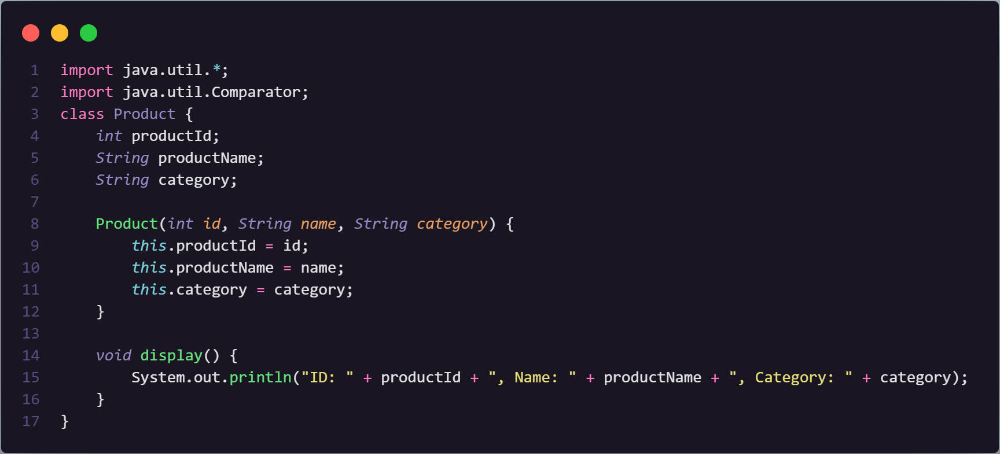 1 import java.util.*;
2 import java.util.Comparator;
3 class Product {
4     int productId;
5     String productName;
6     String category;
7
8     Product(int id, String name, String category) {
9         this.productId = id;
10         this.productName = name;
11         this.category = category;
12     }
13
14     void display() {
15         System.out.println("ID: " + productId + ", Name: " + productName + ", Category: " + category);
16     }
17 }